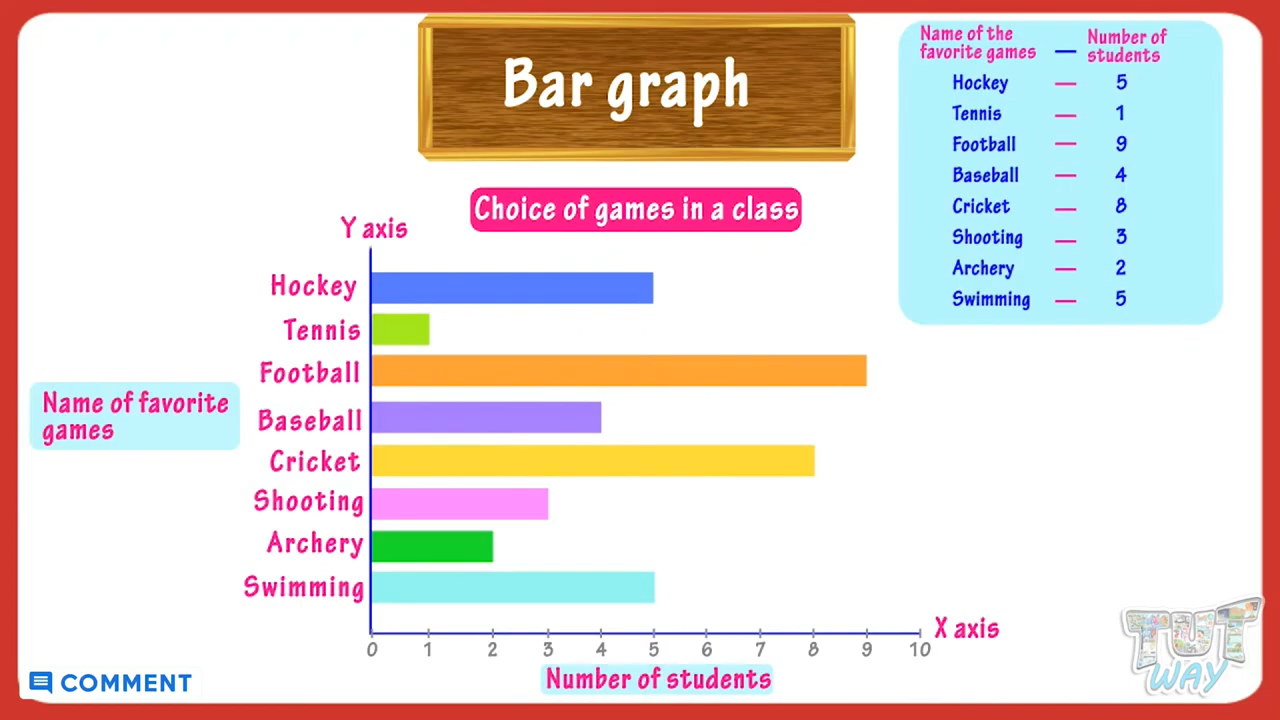 Bar graph
Name of the favorite games — Number of students
Hockey — 5
Tennis — 1
Football — 9
Baseball — 4
Cricket — 8
Shooting — 3
Archery — 2
Swimming — 5
Choice of games in a class
Y axis
Hockey
Tennis
Football
Baseball
Cricket
Shooting
Archery
Swimming
Name of favorite
games
0 1 2 3 4 5 6 7 8 9 10
X axis
Number of students
COMMENT
TUT
WAY